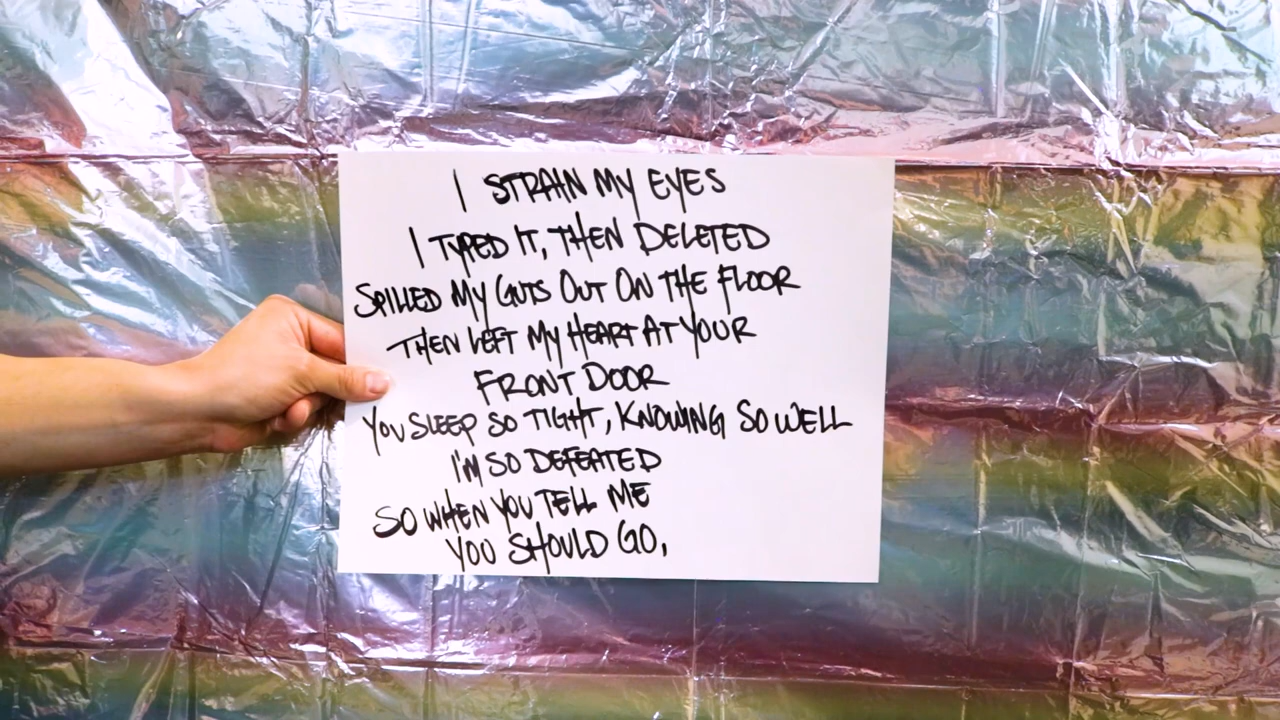 I STRAIN MY EYES
I TYPED IT, THEN DELETED
SPILLED MY GUTS OUT ON THE FLOOR
THEN LEFT MY HEART AT YOUR
FRONT DOOR
YOU SLEEP SO TIGHT, KNOWING SO WELL
I'M SO DEFEATED
SO WHEN YOU TELL ME
YOU SHOULD GO,